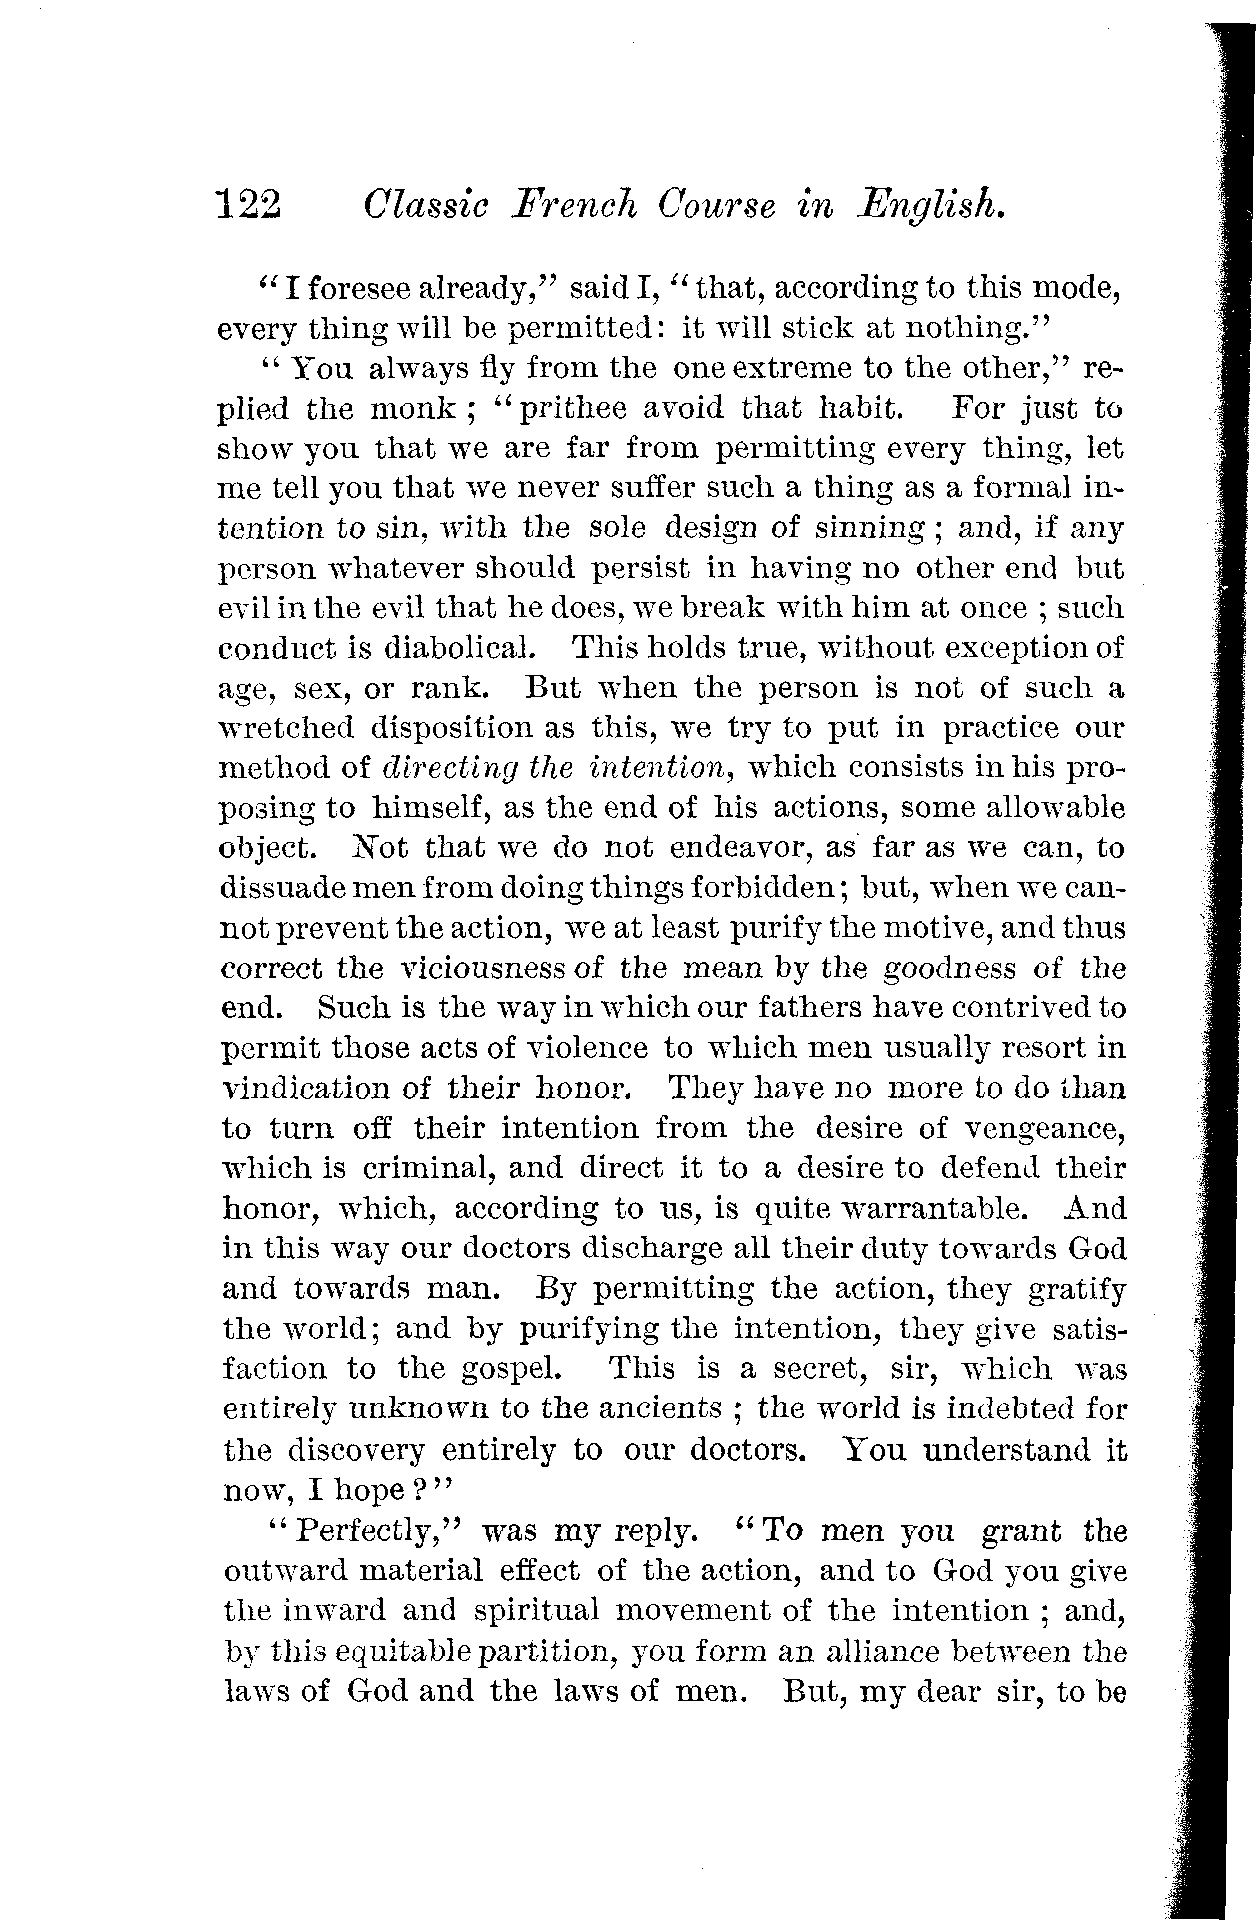 122 Classic French Course in English.
"I foresee already," said I, "that, according to this mode,
every thing will be permitted: it will stick at nothing."
"You always fly from the one extreme to the other," re-
plied the monk; "prithee avoid that habit. For just to
show you that we are far from permitting every thing, let
me tell you that we never suffer such a thing as a formal in-
tention to sin, with the sole design of sinning; and, if any
person whatever should persist in having no other end but
evil in the evil that he does, we break with him at once; such
conduct is diabolical. This holds true, without exception of
age, sex, or rank. But when the person is not of such a
wretched disposition as this, we try to put in practice our
method of directing the intention, which consists in his pro-
posing to himself, as the end of his actions, some allowable
object. Not that we do not endeavor, as far as we can, to
dissuade men from doing things forbidden; but, when we can-
not prevent the action, we at least purify the motive, and thus
correct the viciousness of the mean by the goodness of the
end. Such is the way in which our fathers have contrived to
permit those acts of violence to which men usually resort in
vindication of their honor. They have no more to do than
to turn off their intention from the desire of vengeance,
which is criminal, and direct it to a desire to defend their
honor, which, according to us, is quite warrantable. And
in this way our doctors discharge all their duty towards God
and towards man. By permitting the action, they gratify
the world; and by purifying the intention, they give satis-
faction to the gospel. This is a secret, sir, which was
entirely unknown to the ancients; the world is indebted for
the discovery entirely to our doctors. You understand it
now, I hope?"
"Perfectly," was my reply. "To men you grant the
outward material effect of the action, and to God you give
the inward and spiritual movement of the intention; and,
by this equitable partition, you form an alliance between the
laws of God and the laws of men. But, my dear sir, to be